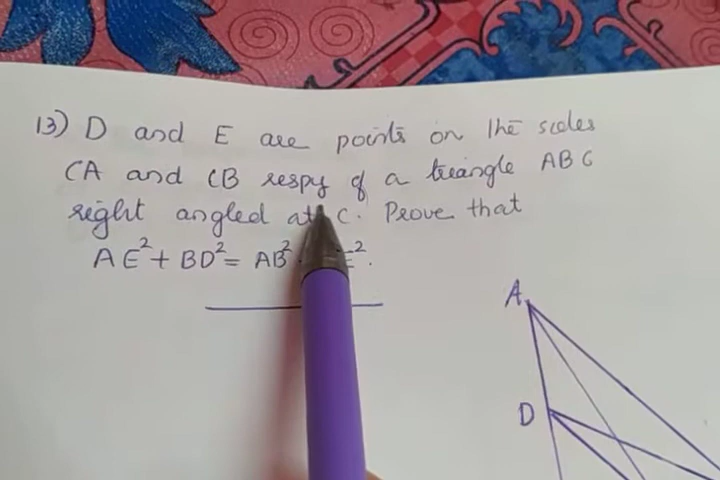 13) D and E are points on the sides
CA and CB respy of a triangle ABC
right angled at C. Prove that
AE²+ BD² = AB² E².
A
D